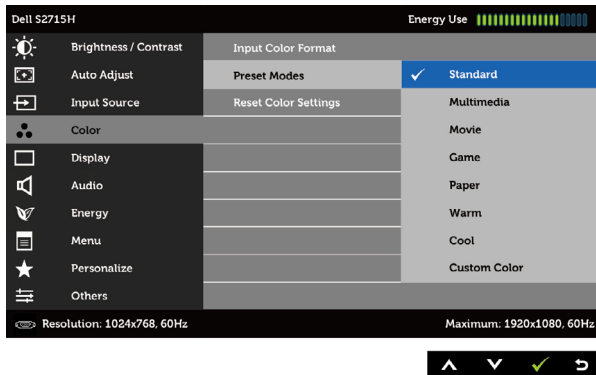 Dell S2715H Energy Use
Brightness / Contrast Input Color Format
Auto Adjust Preset Modes Standard
Input Source Reset Color Settings Multimedia
Color Movie
Display Game
Audio Paper
Energy Warm
Menu Cool
Personalize Custom Color
Others
Resolution: 1024x768, 60Hz Maximum: 1920x1080, 60Hz